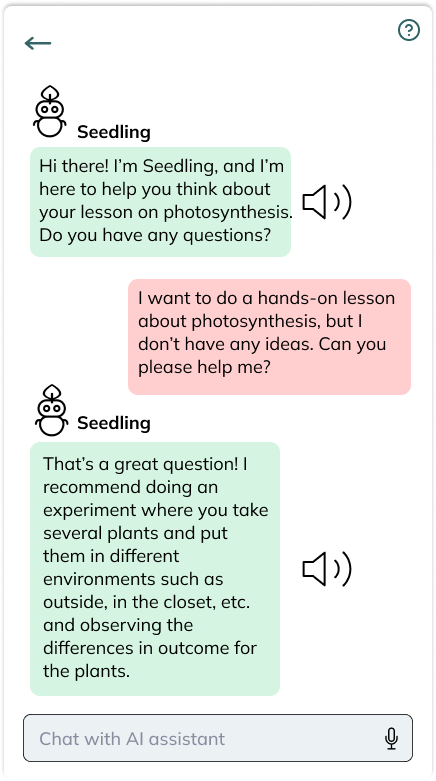 Seedling
Hi there! I’m Seedling, and I’m
here to help you think about
your lesson on photosynthesis.
Do you have any questions?
I want to do a hands-on lesson
about photosynthesis, but I
don’t have any ideas. Can you
please help me?
Seedling
That’s a great question! I
recommend doing an
experiment where you take
several plants and put
them in different
environments such as
outside, in the closet, etc.
and observing the
differences in outcome for
the plants.
Chat with AI assistant